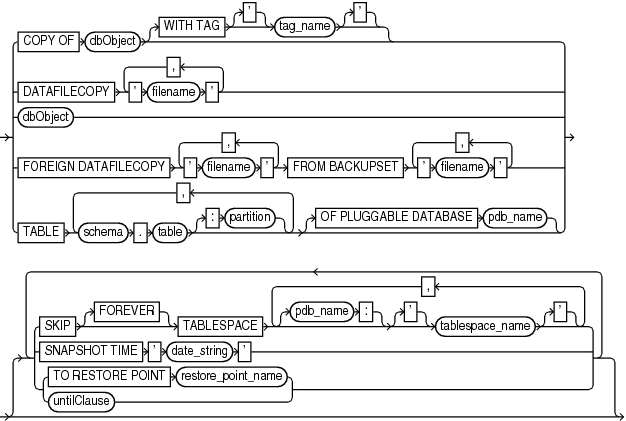 WITH TAG ' tag_name '
COPY OF dbObject
,
DATAFILECOPY ' filename '
dbObject
, ,
FOREIGN DATAFILECOPY ' filename ' FROM BACKUPSET ' filename '
,
: partition OF PLUGGABLE DATABASE pdb_name
TABLE schema . table
,
FOREVER pdb_name : ' '
SKIP TABLESPACE tablespace_name
SNAPSHOT TIME ' date_string '
TO RESTORE POINT restore_point_name
untilClause